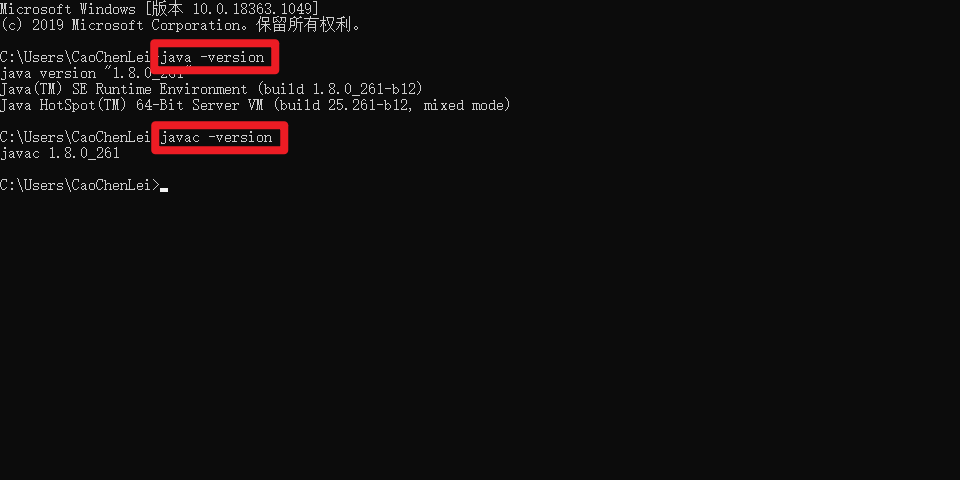 Microsoft Windows [版本 10.0.18363.1049]
(c) 2019 Microsoft Corporation。保留所有权利。
C:\Users\CaoChenLei java -version
java version "1.8.0_261"
Java(TM) SE Runtime Environment (build 1.8.0_261-b12)
Java HotSpot(TM) 64-Bit Server VM (build 25.261-b12, mixed mode)
C:\Users\CaoChenLei javac -version
javac 1.8.0_261
C:\Users\CaoChenLei>